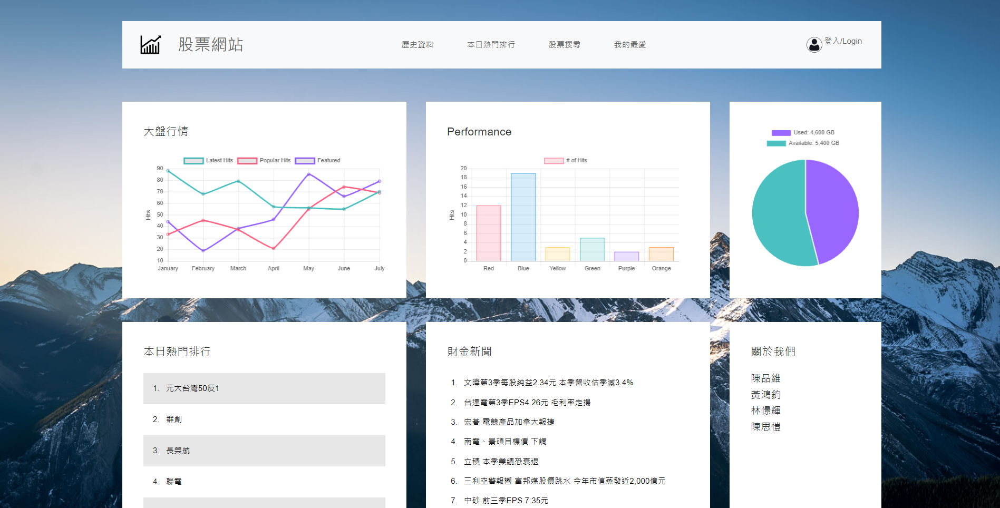 股票網站
歷史資料
本日熱門排行
股票搜尋
我的最愛
登入/Login
大盤行情
Latest Hits
Popular Hits
Featured
Hits
90
80
70
60
50
40
30
20
10
January
February
March
April
May
June
July
Performance
# of Hits
Hits
20
18
16
14
12
10
8
6
4
2
0
Red
Blue
Yellow
Green
Purple
Orange
Used: 4,600 GB
Available: 5,400 GB
本日熱門排行
1. 元大台灣50反1
2. 群創
3. 長榮航
4. 聯電
財金新聞
1. 文曄第3季每股純益2.34元 本季營收估季減3.4%
2. 台達電第3季EPS4.26元 毛利率走揚
3. 宏碁 電競產品加拿大報捷
4. 南電、景碩目標價 下調
5. 立積 本季業績恐衰退
6. 三利空警報響 富邦媒股價跳水 今年市值蒸發近2,000億元
7. 中砂 前三季EPS 7.35元
關於我們
陳品維
黃鴻鈞
林憬輝
陳思愷